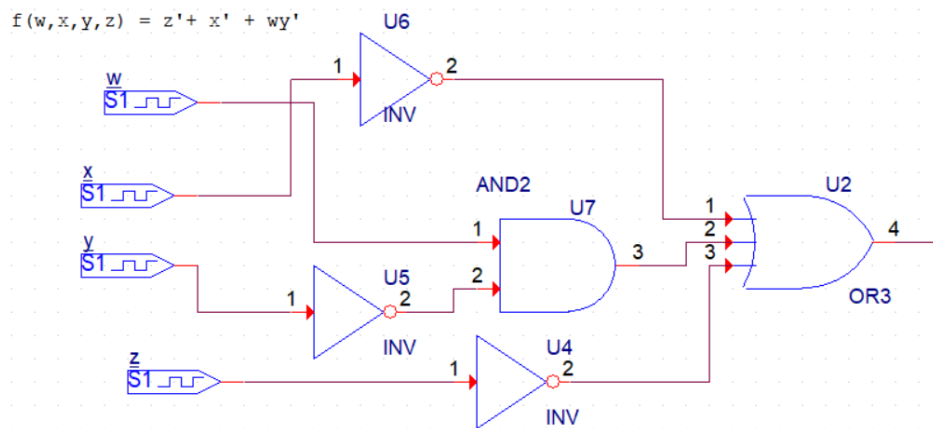 f(w,x,y,z) = z'+ x' + wy'
U6
1
2
INV
w
S1
x
S1
AND2
U7
1
2
3
U2
1
2
3
4
OR3
y
S1
U5
1
2
INV
z
S1
U4
1
2
INV